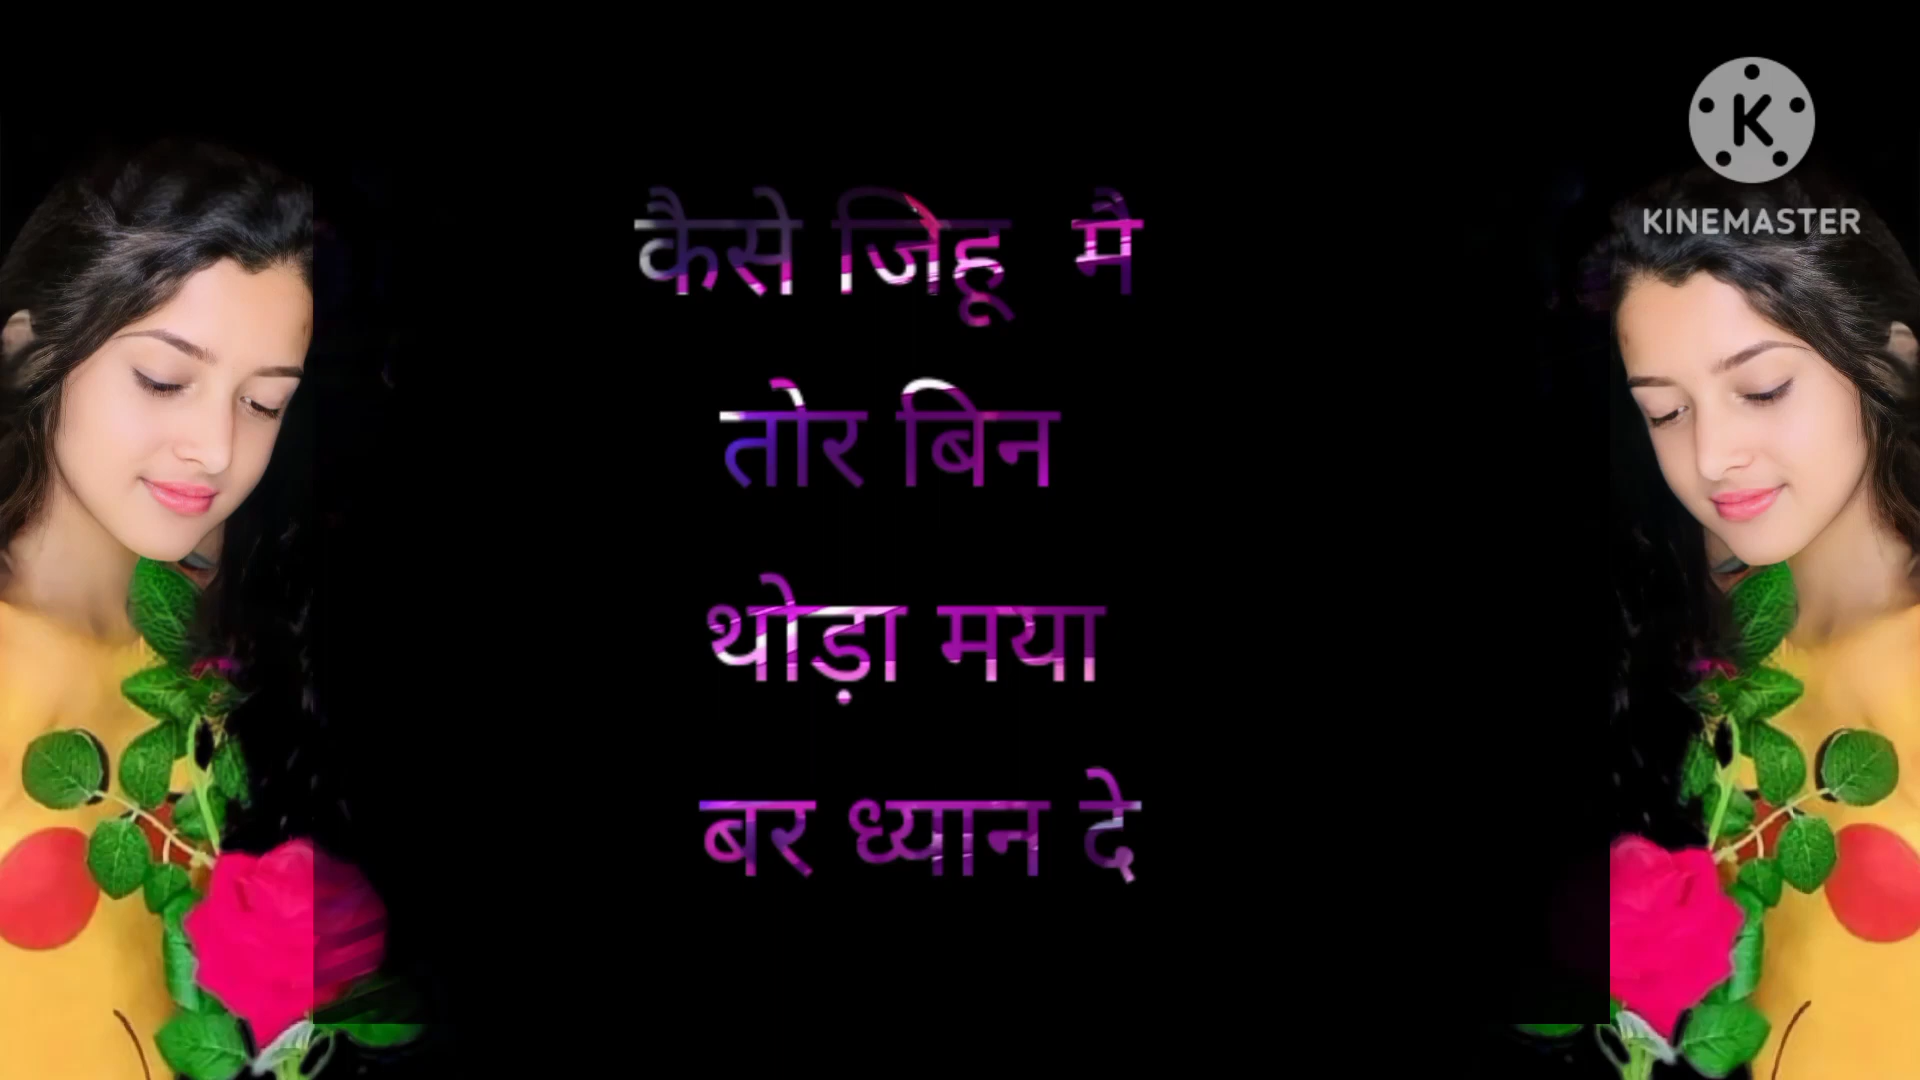 KINEMASTER
कैसे जिहू मै
तोर बिन
थोड़ा मया
बर ध्यान दे